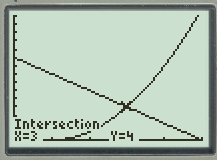 Intersection
X=3 Y=4